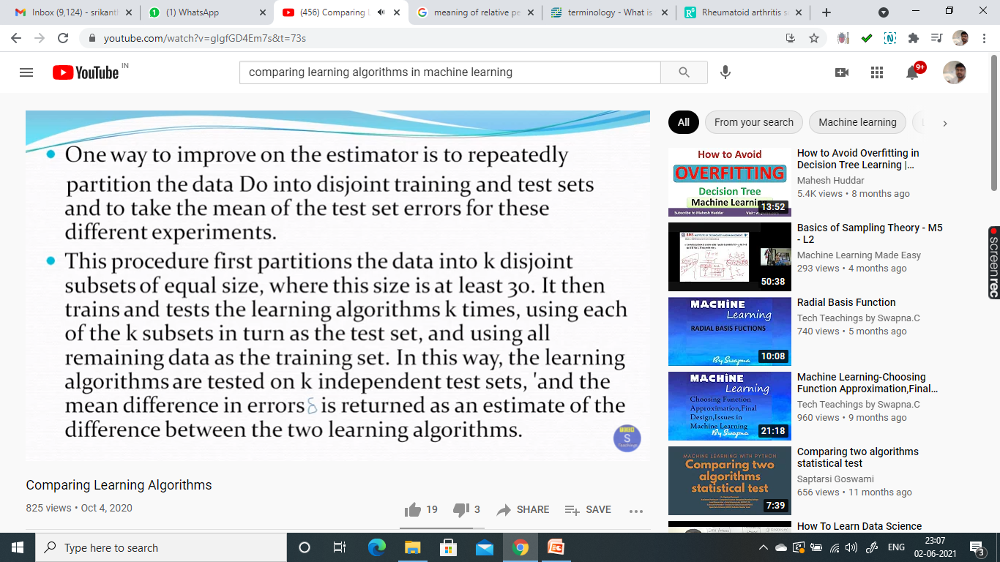 Inbox (9,124) - srikant
(1) WhatsApp
(456) Comparing L
meaning of relative pe
terminology - What is
Rheumatoid arthritis s
youtube.com/watch?v=gIgfGD4Em7s&t=73s
YouTube IN
comparing learning algorithms in machine learning
9+
One way to improve on the estimator is to repeatedly
partition the data Do into disjoint training and test sets
and to take the mean of the test set errors for these
different experiments.
This procedure first partitions the data into k disjoint
subsets of equal size, where this size is at least 30. It then
trains and tests the learning algorithms k times, using each
of the k subsets in turn as the test set, and using all
remaining data as the training set. In this way, the learning
algorithms are tested on k independent test sets, 'and the
mean difference in errors δ is returned as an estimate of the
difference between the two learning algorithms.
S
Teachings
Comparing Learning Algorithms
825 views • Oct 4, 2020
19
3
SHARE
SAVE
All
From your search
Machine learning
How to Avoid
OVERFITTING
Decision Tree
Machine Learning
Subscribe to Mahesh Huddar
13:52
How to Avoid Overfitting in
Decision Tree Learning |...
Mahesh Huddar
5.4K views • 8 months ago
50:38
Basics of Sampling Theory - M5
- L2
Machine Learning Made Easy
293 views • 4 months ago
MACHiNE
Learning
RADIAL BASIS FUCTIONS
By Swapna
10:08
Radial Basis Function
Tech Teachings by Swapna.C
740 views • 5 months ago
MACHiNE
Learning
Choosing Function
Approximation,Final
Design,Issues in
Machine Learning
By Swapna
21:18
Machine Learning-Choosing
Function Approximation,Final...
Tech Teachings by Swapna.C
960 views • 9 months ago
MACHINE LEARNING WITH PYTHON
Comparing two
algorithms
statistical test
7:39
Comparing two algorithms
statistical test
Saptarsi Goswami
656 views • 11 months ago
How To Learn Data Science
Screenrec
Type here to search
ENG
23:07
02-06-2021
3